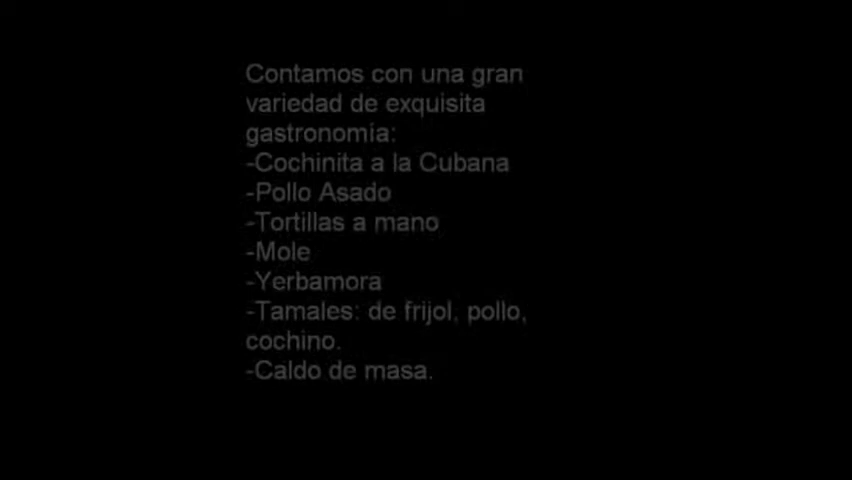 Contamos con una gran
variedad de exquisita
gastronomía:
-Cochinita a la Cubana
-Pollo Asado
-Tortillas a mano
-Mole
-Yerbamora
-Tamales: de frijol, pollo,
cochino.
-Caldo de masa.